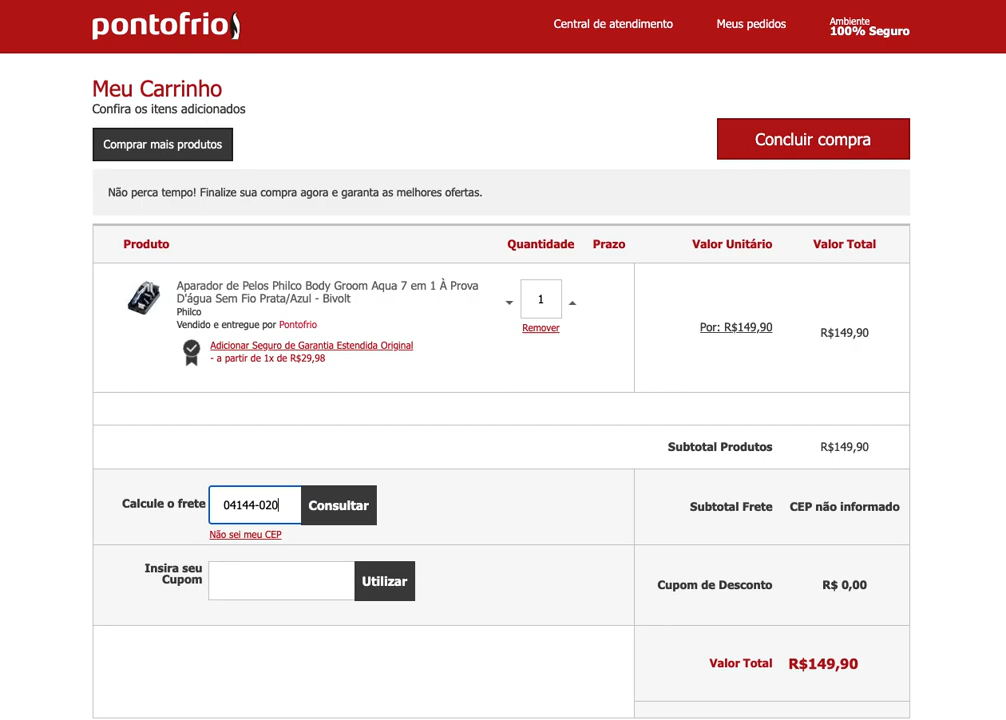 pontofrio
Central de atendimento
Meus pedidos
Ambiente
100% Seguro
Meu Carrinho
Confira os itens adicionados
Comprar mais produtos
Concluir compra
Não perca tempo! Finalize sua compra agora e garanta as melhores ofertas.
Produto
Quantidade
Prazo
Valor Unitário
Valor Total
Aparador de Pelos Philco Body Groom Aqua 7 em 1 À Prova
D'água Sem Fio Prata/Azul - Bivolt
Philco
Vendido e entregue por Pontofrio
Adicionar Seguro de Garantia Estendida Original
- a partir de 1x de R$29,98
1
Remover
Por: R$149,90
R$149,90
Subtotal Produtos
R$149,90
Calcule o frete
04144-020
Consultar
Não sei meu CEP
Subtotal Frete
CEP não informado
Insira seu
Cupom
Utilizar
Cupom de Desconto
R$ 0,00
Valor Total
R$149,90